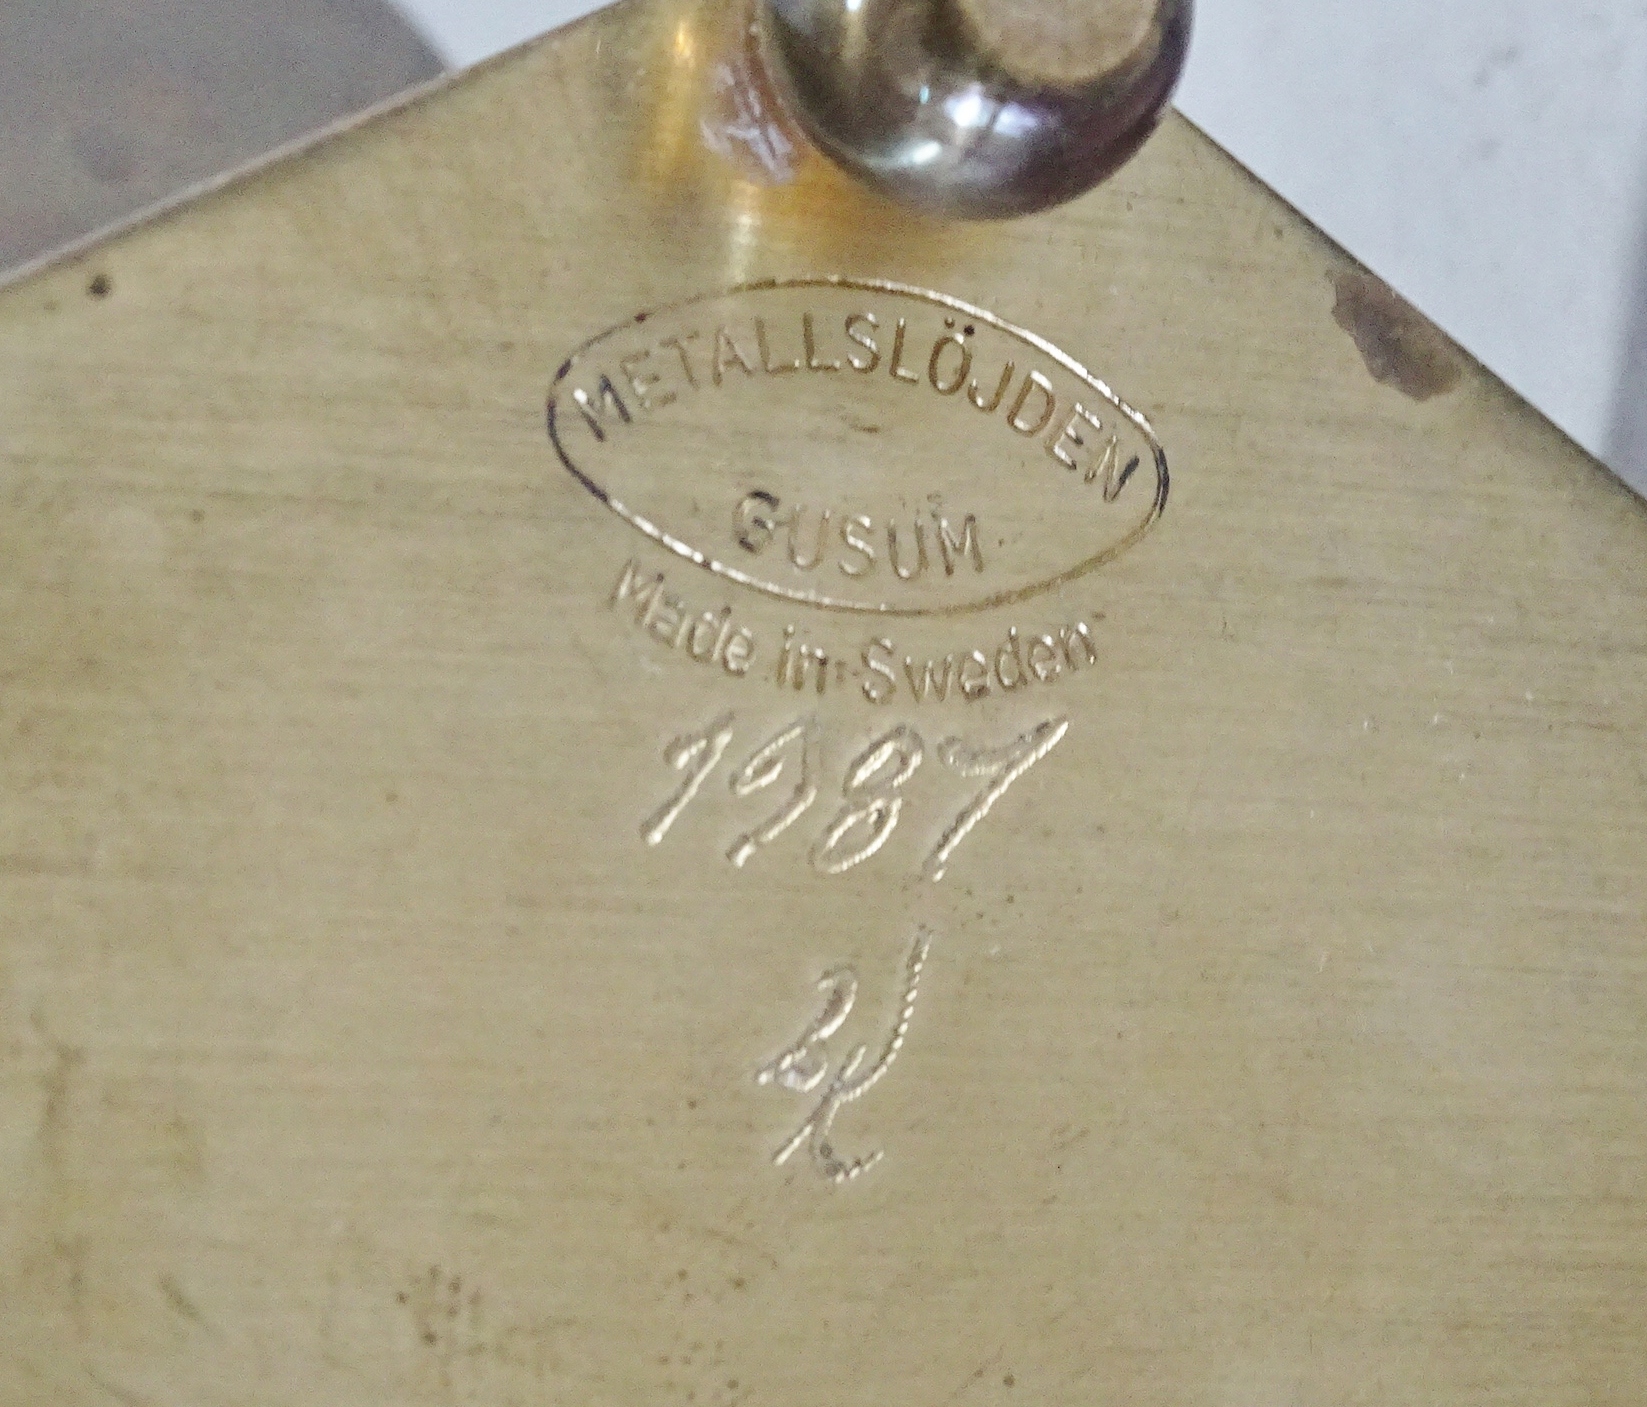 METALLSLÖJDEN
GUSUM
Made in Sweden
1987